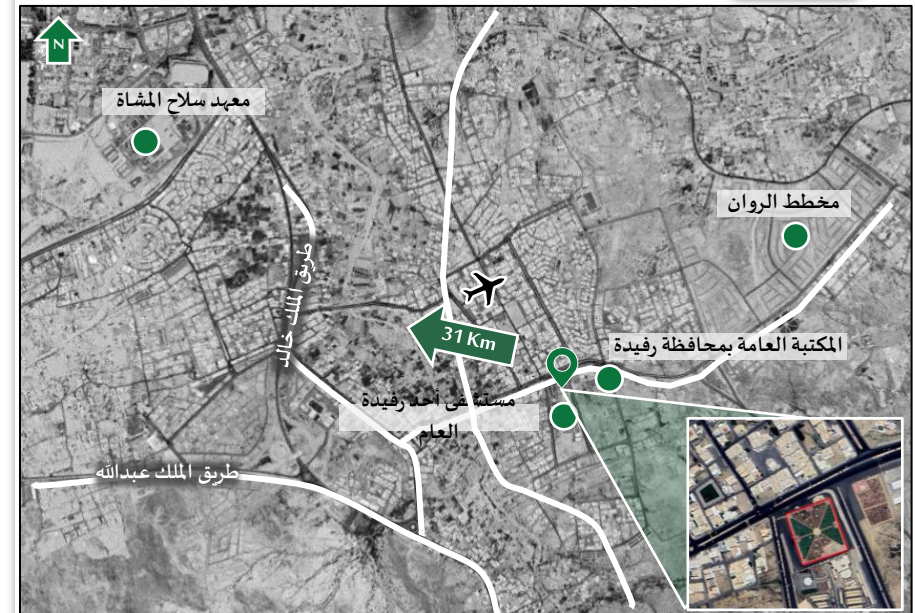 N
معهد سلاح المشاة
مخطط الروان
طريق الملك خالد
31 Km
المكتبة العامة بمحافظة رفيدة
مستشفى أحد رفيدة
العام
طريق الملك عبدالله